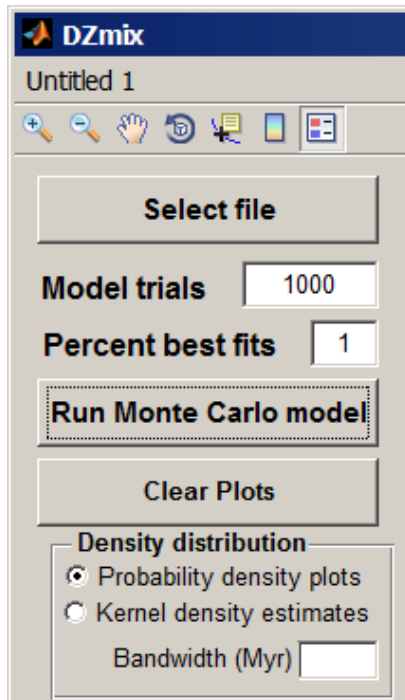 DZmix
Untitled 1
Select file
Model trials 1000
Percent best fits 1
Run Monte Carlo model
Clear Plots
Density distribution
Probability density plots
Kernel density estimates
Bandwidth (Myr)